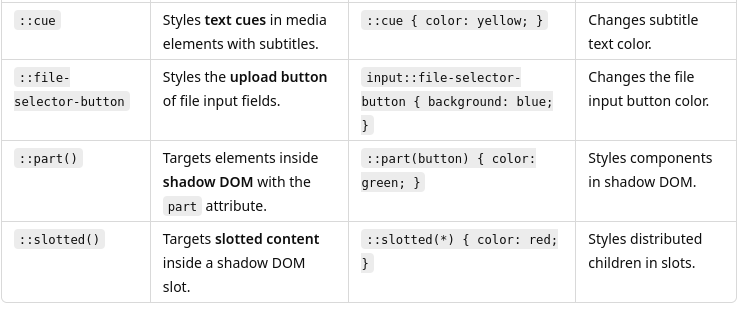 ::cue
Styles text cues in media
elements with subtitles.
::cue { color: yellow; }
Changes subtitle
text color.
::file-
selector-button
Styles the upload button
of file input fields.
input::file-selector-
button { background: blue;
}
Changes the file
input button color.
::part()
Targets elements inside
shadow DOM with the
part attribute.
::part(button) { color:
green; }
Styles components
in shadow DOM.
::slotted()
Targets slotted content
inside a shadow DOM
slot.
::slotted(*) { color: red;
}
Styles distributed
children in slots.